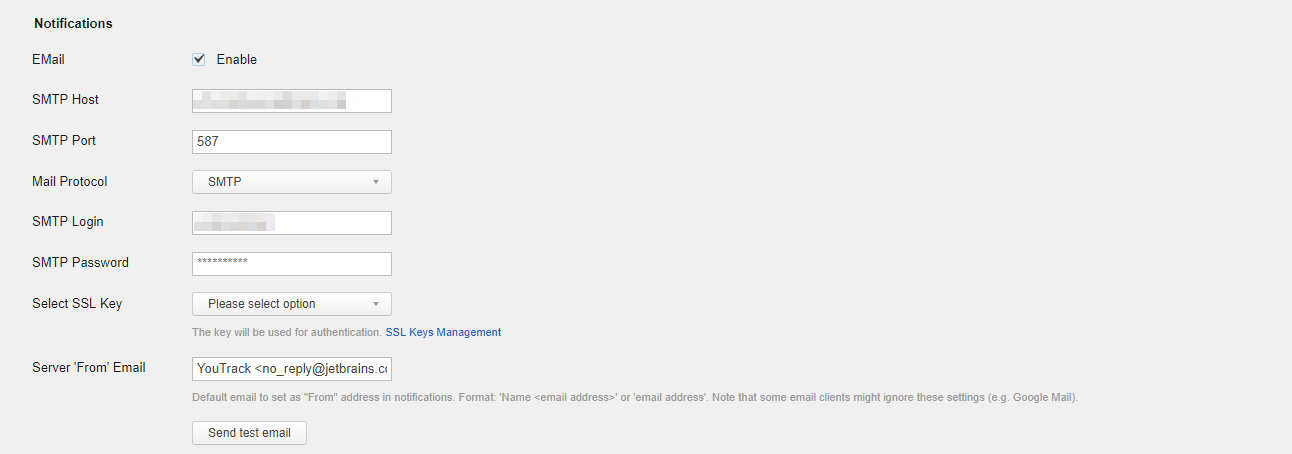 Notifications
EMail Enable
SMTP Host
SMTP Port 587
Mail Protocol SMTP
SMTP Login
SMTP Password **********
Select SSL Key Please select option
The key will be used for authentication. SSL Keys Management
Server 'From' Email YouTrack <no_reply@jetbrains.co
Default email to set as "From" address in notifications. Format: 'Name <email address>' or 'email address'. Note that some email clients might ignore these settings (e.g. Google Mail).
Send test email